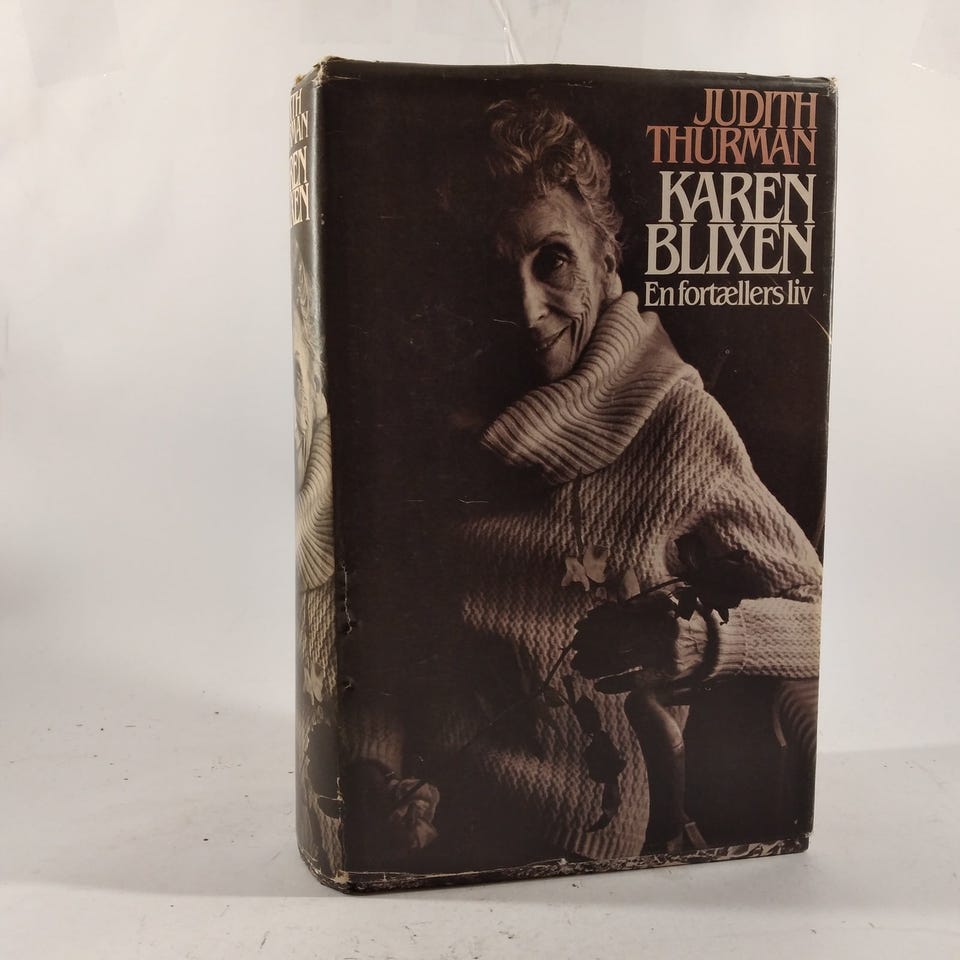 JUDITH
THURMAN
KAREN
BLIXEN
En fortællers liv